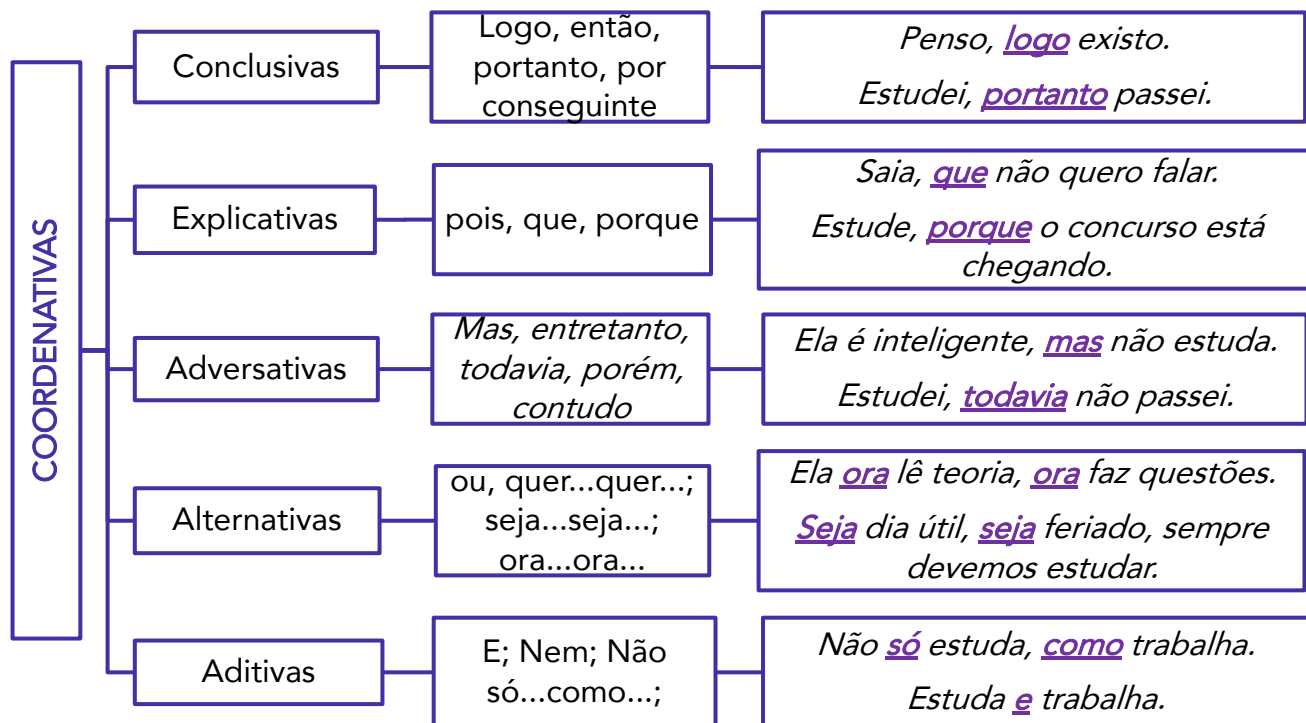 COORDENATIVAS
Conclusivas
Logo, então,
portanto, por
conseguinte
Penso, logo existo.
Estudei, portanto passei.
Explicativas
pois, que, porque
Saia, que não quero falar.
Estude, porque o concurso está
chegando.
Adversativas
Mas, entretanto,
todavia, porém,
contudo
Ela é inteligente, mas não estuda.
Estudei, todavia não passei.
Alternativas
ou, quer...quer...;
seja...seja...;
ora...ora...
Ela ora lê teoria, ora faz questões.
Seja dia útil, seja feriado, sempre
devemos estudar.
Aditivas
E; Nem; Não
só...como...;
Não só estuda, como trabalha.
Estuda e trabalha.